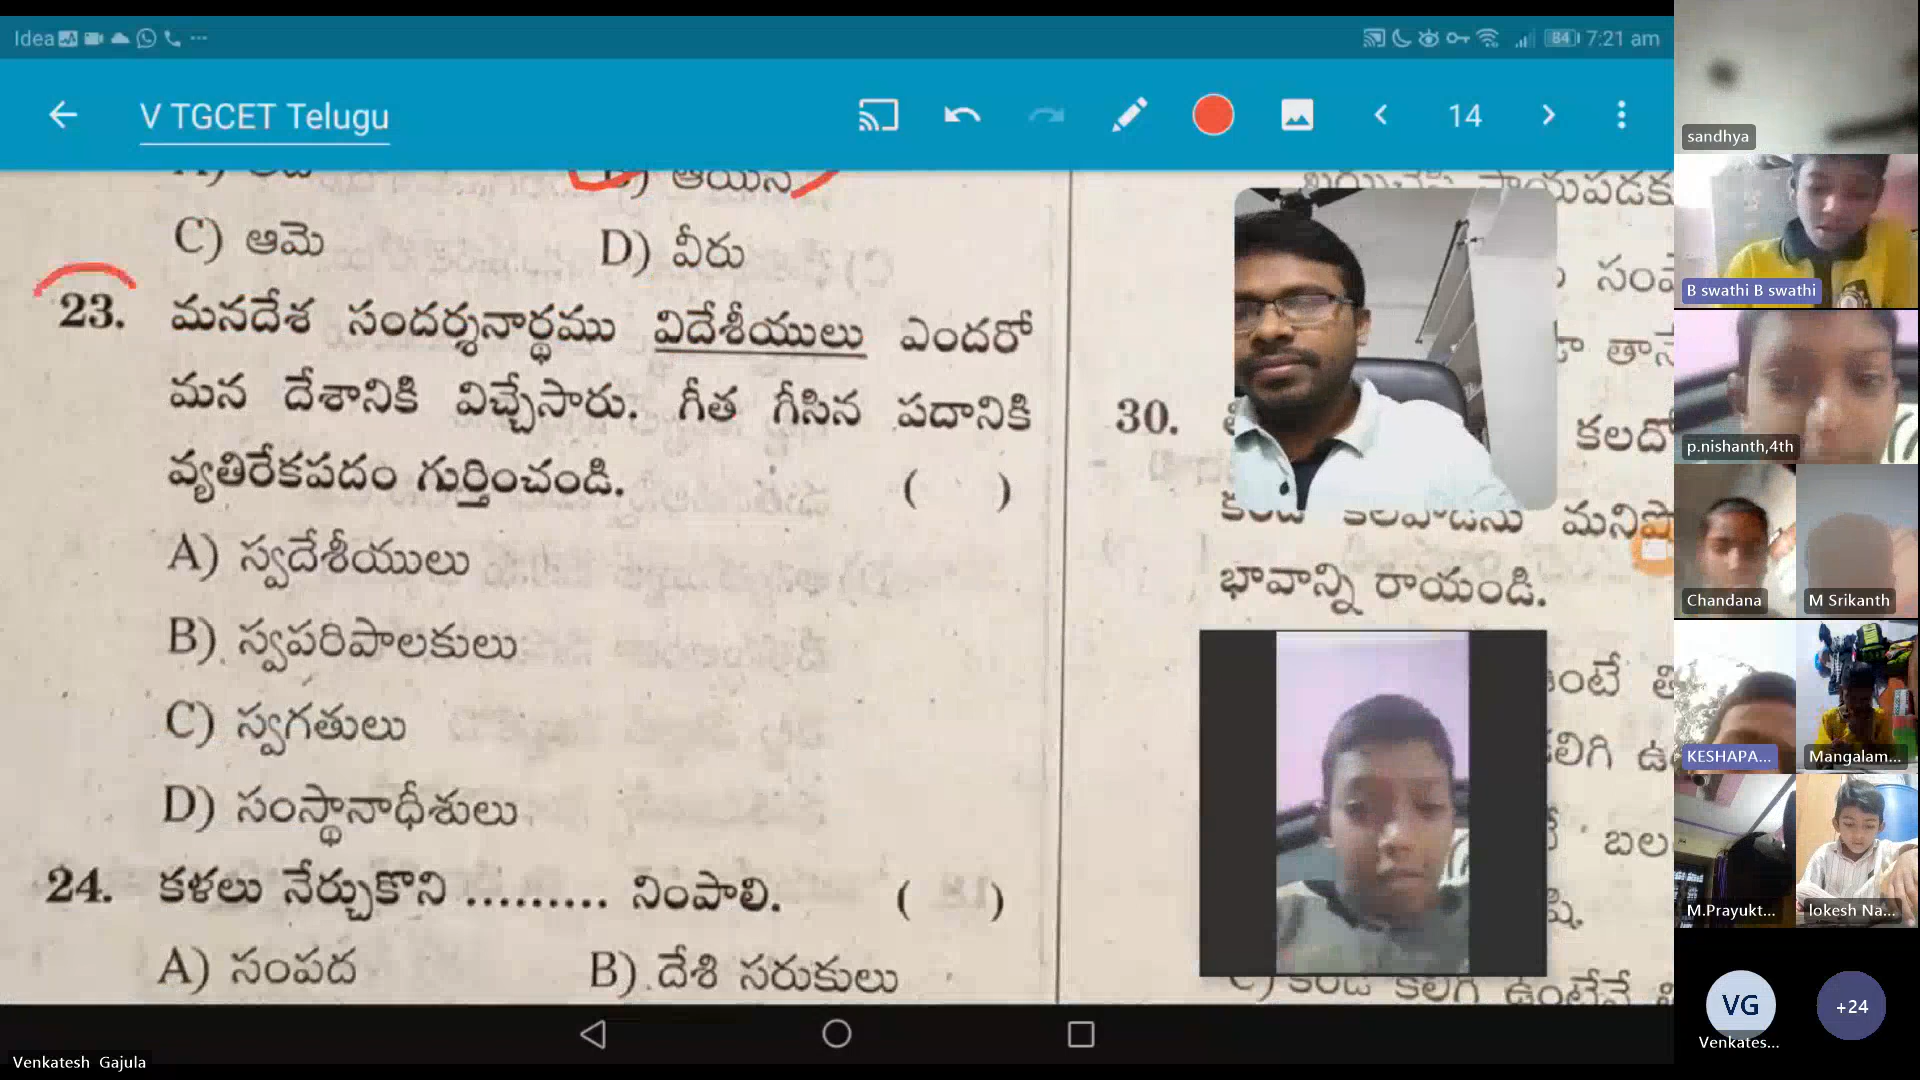 Idea
84 7:21 am
V TGCET Telugu
14
C) ఆమె D) వీరు
23. మనదేశ సందర్శనార్థము విదేశీయులు ఎందరో
మన దేశానికి విచ్చేసారు. గీత గీసిన పదానికి
వ్యతిరేకపదం గుర్తించండి. ( )
A) స్వదేశీయులు
B) స్వపరిపాలకులు
C) స్వగతులు
D) సంస్థానాధీశులు
24. కళలు నేర్చుకొని ......... నింపాలి. ( )
A) సంపద B) దేశి సరుకులు
30.
భావాన్ని రాయండి.
Venkatesh Gajula
sandhya
B swathi B swathi
p.nishanth,4th
Chandana
M Srikanth
KESHAPA...
Mangalam...
M.Prayukt...
lokesh Na...
VG
Venkates...
+24